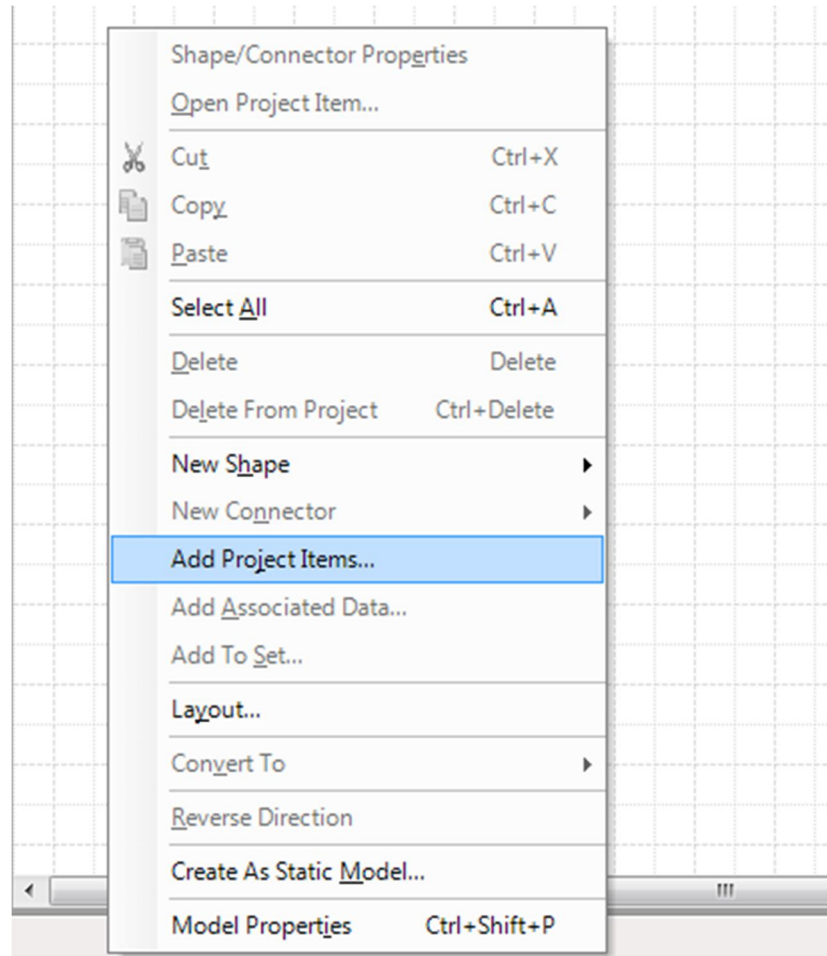 Shape/Connector Properties
Open Project Item...
Cut Ctrl+X
Copy Ctrl+C
Paste Ctrl+V
Select All Ctrl+A
Delete Delete
Delete From Project Ctrl+Delete
New Shape
New Connector
Add Project Items...
Add Associated Data...
Add To Set...
Layout...
Convert To
Reverse Direction
Create As Static Model...
Model Properties Ctrl+Shift+P